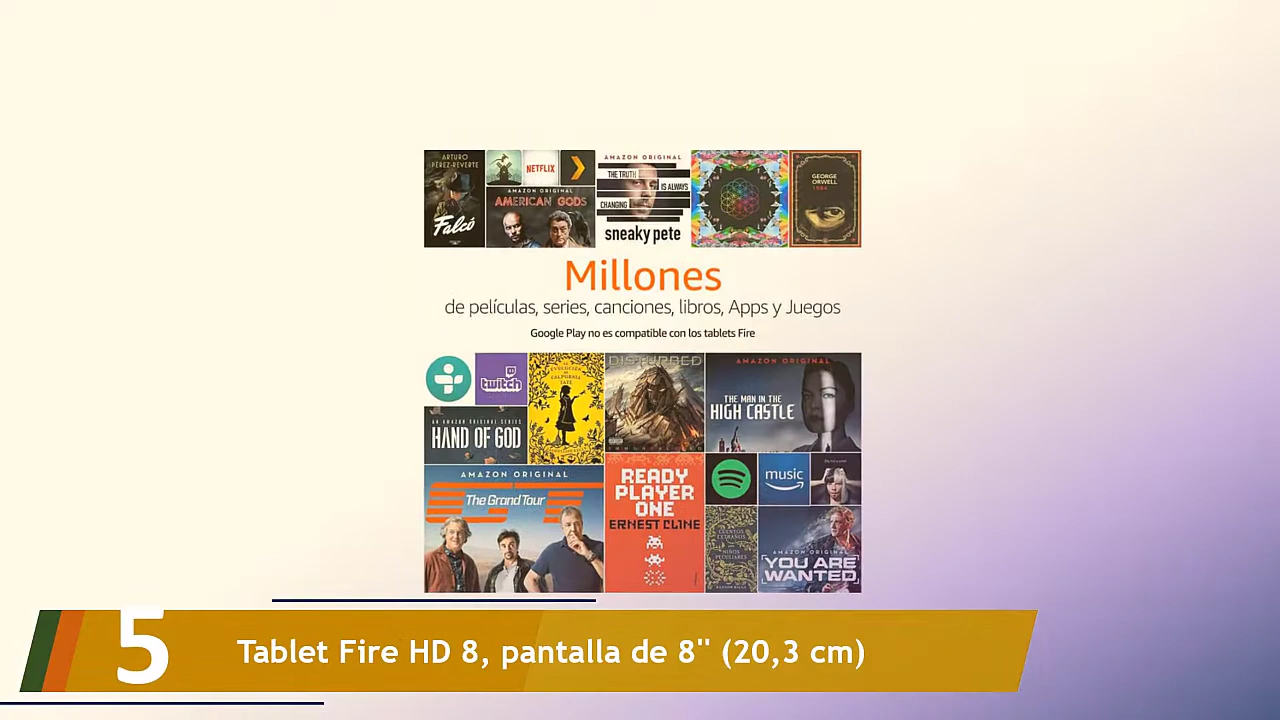 ARTURO
PÉREZ-REVERTE
Falcó
NETFLIX
AMAZON ORIGINAL
AMERICAN GODS
AMAZON ORIGINAL
THE TRUTH
IS ALWAYS
CHANGING
sneaky pete
GEORGE
ORWELL
1984
Millones
de películas, series, canciones, libros, Apps y Juegos
Google Play no es compatible con los tablets Fire
twitch
DISTURBED
AMAZON ORIGINAL
THE MAN IN THE
HIGH CASTLE
AN AMAZON ORIGINAL SERIES
HAND OF GOD
AMAZON ORIGINAL
The Grand Tour
READY
PLAYER
ONE
ERNEST CLINE
music
CUENTOS
EXTRAÑOS
NIÑOS
PECULIARES
AMAZON ORIGINAL
YOU ARE
WANTED
5
Tablet Fire HD 8, pantalla de 8" (20,3 cm)